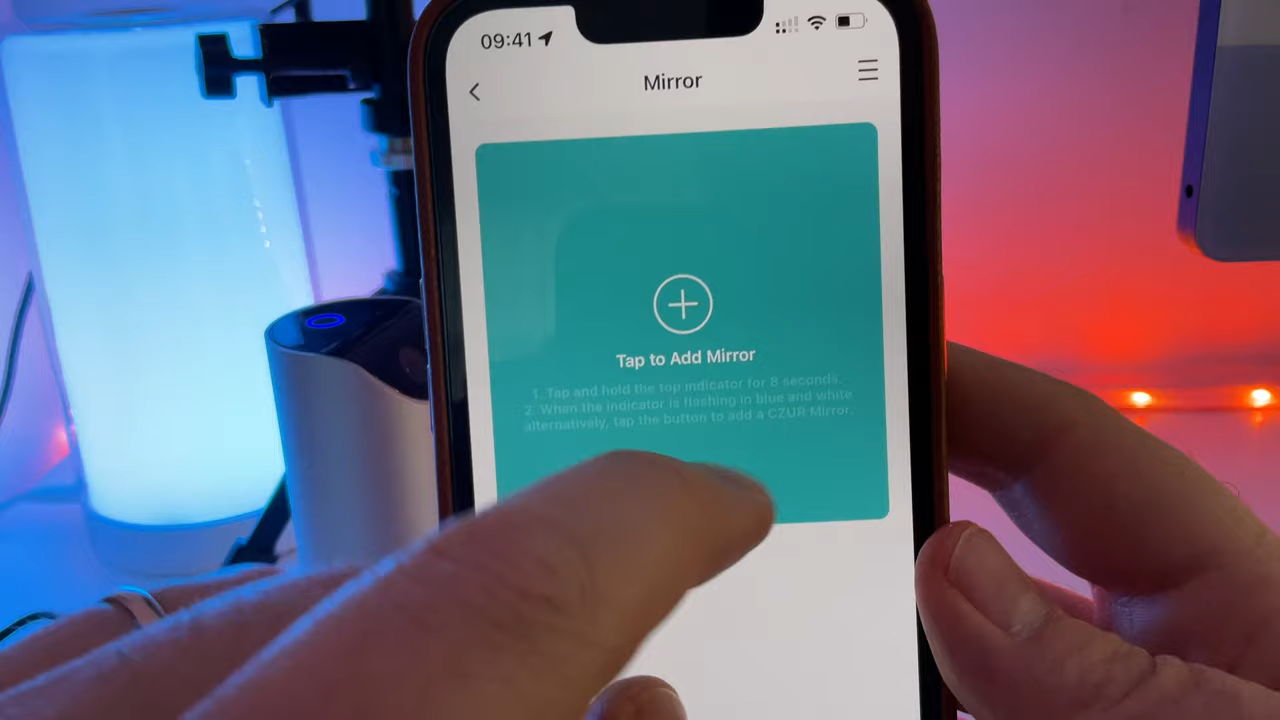 09:41
Mirror
Tap to Add Mirror
1. Tap and hold the top indicator for 8 seconds.
2. When the indicator is flashing in blue and white
alternatively, tap the button to add a CZUR Mirror.